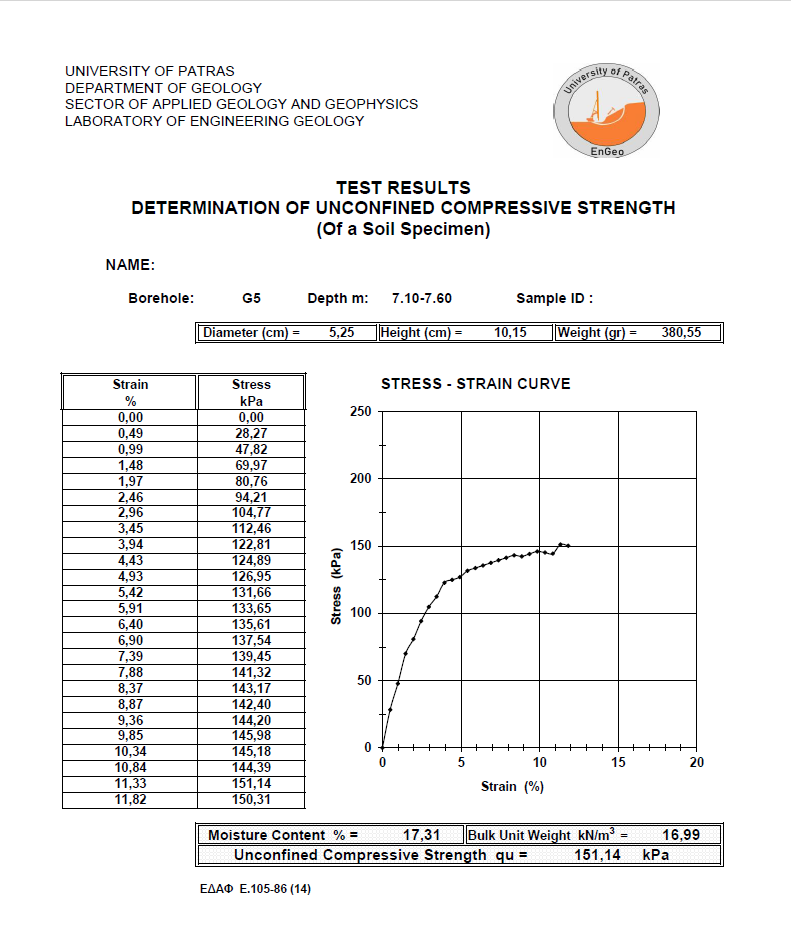 UNIVERSITY OF PATRAS
DEPARTMENT OF GEOLOGY
SECTOR OF APPLIED GEOLOGY AND GEOPHYSICS
LABORATORY OF ENGINEERING GEOLOGY
University of Patras
EnGeo
TEST RESULTS
DETERMINATION OF UNCONFINED COMPRESSIVE STRENGTH
(Of a Soil Specimen)
NAME:
Borehole: G5 Depth m: 7.10-7.60 Sample ID :
Diameter (cm) = 5,25 Height (cm) = 10,15 Weight (gr) = 380,55
Strain Stress
% kPa
0,00 0,00
0,49 28,27
0,99 47,82
1,48 69,97
1,97 80,76
2,46 94,21
2,96 104,77
3,45 112,46
3,94 122,81
4,43 124,89
4,93 126,95
5,42 131,66
5,91 133,65
6,40 135,61
6,90 137,54
7,39 139,45
7,88 141,32
8,37 143,17
8,87 142,40
9,36 144,20
9,85 145,98
10,34 145,18
10,84 144,39
11,33 151,14
11,82 150,31
STRESS - STRAIN CURVE
250
200
150
100
50
0
Stress (kPa)
0 5 10 15 20
Strain (%)
Moisture Content % = 17,31 Bulk Unit Weight kN/m³ = 16,99
Unconfined Compressive Strength qu = 151,14 kPa
ΕΔΑΦ Ε.105-86 (14)